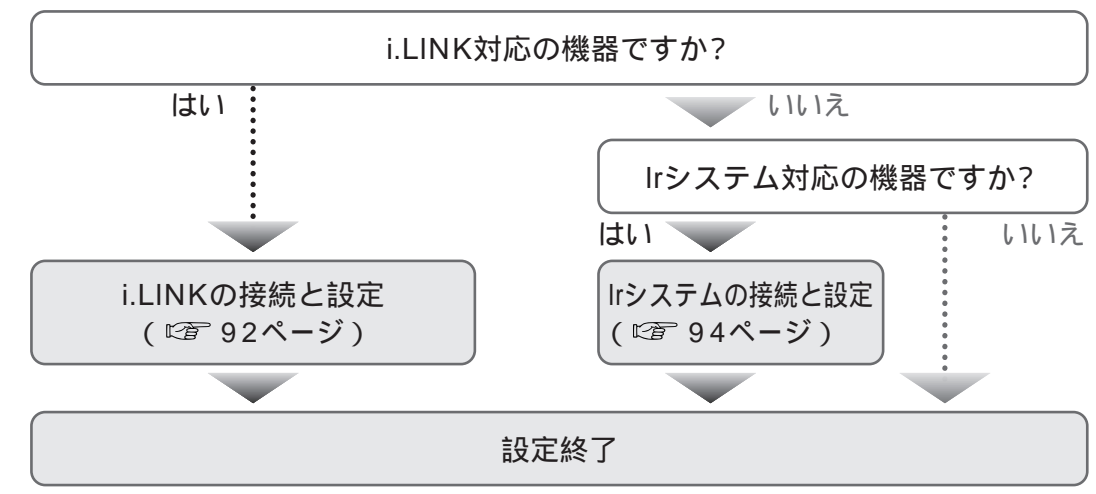 i.LINK対応の機器ですか?
はい
いいえ
Irシステム対応の機器ですか?
はい
いいえ
i.LINKの接続と設定
(☞ 92ページ)
Irシステムの接続と設定
(☞ 94ページ)
設定終了